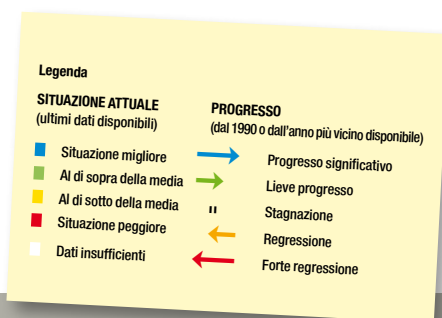 Legenda
SITUAZIONE ATTUALE
(ultimi dati disponibili)
Situazione migliore
Al di sopra della media
Al di sotto della media
Situazione peggiore
Dati insufficienti
PROGRESSO
(dal 1990 o dall'anno più vicino disponibile)
Progresso significativo
Lieve progresso
Stagnazione
Regressione
Forte regressione